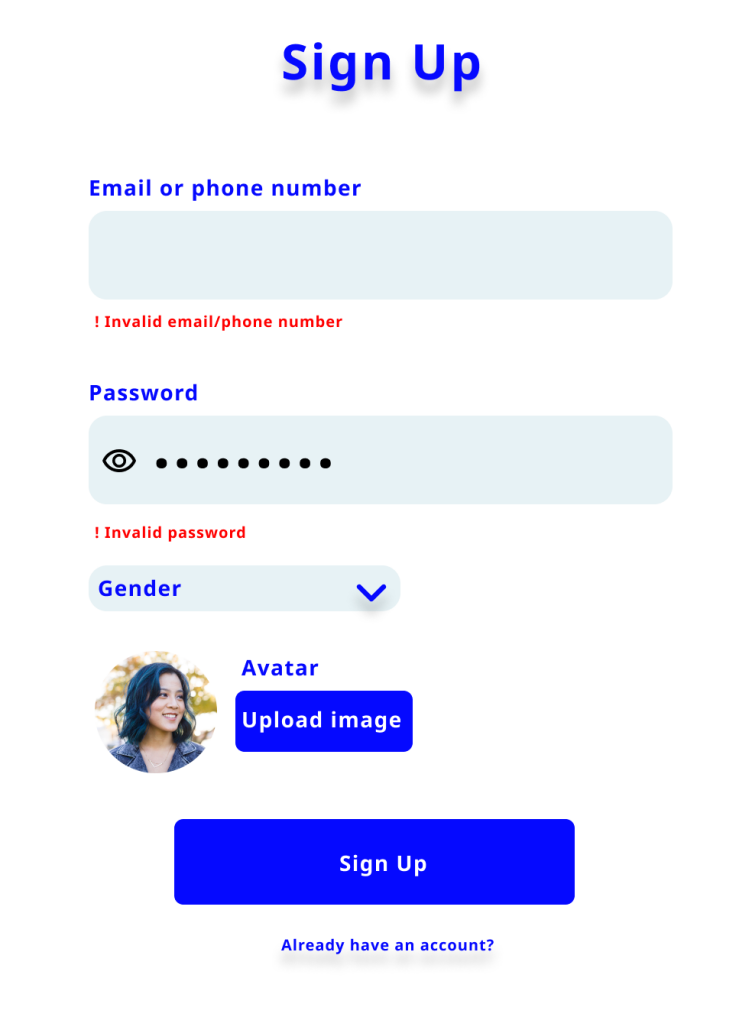 Sign Up
Email or phone number
! Invalid email/phone number
Password
! Invalid password
Gender
Avatar
Upload image
Sign Up
Already have an account?